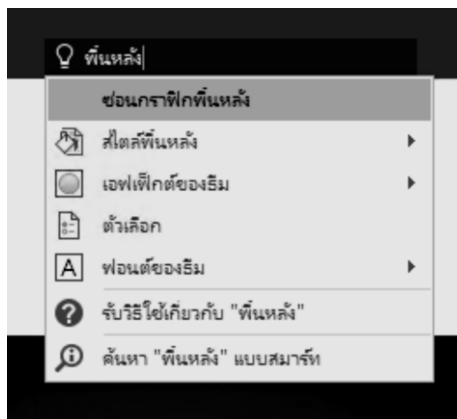 พื้นหลัง
ซ่อนกราฟิกพื้นหลัง
สไตล์พื้นหลัง
เอฟเฟ็กต์ของธีม
ตัวเลือก
ฟอนต์ของธีม
รับวิธีใช้เกี่ยวกับ "พื้นหลัง"
ค้นหา "พื้นหลัง" แบบสมาร์ท